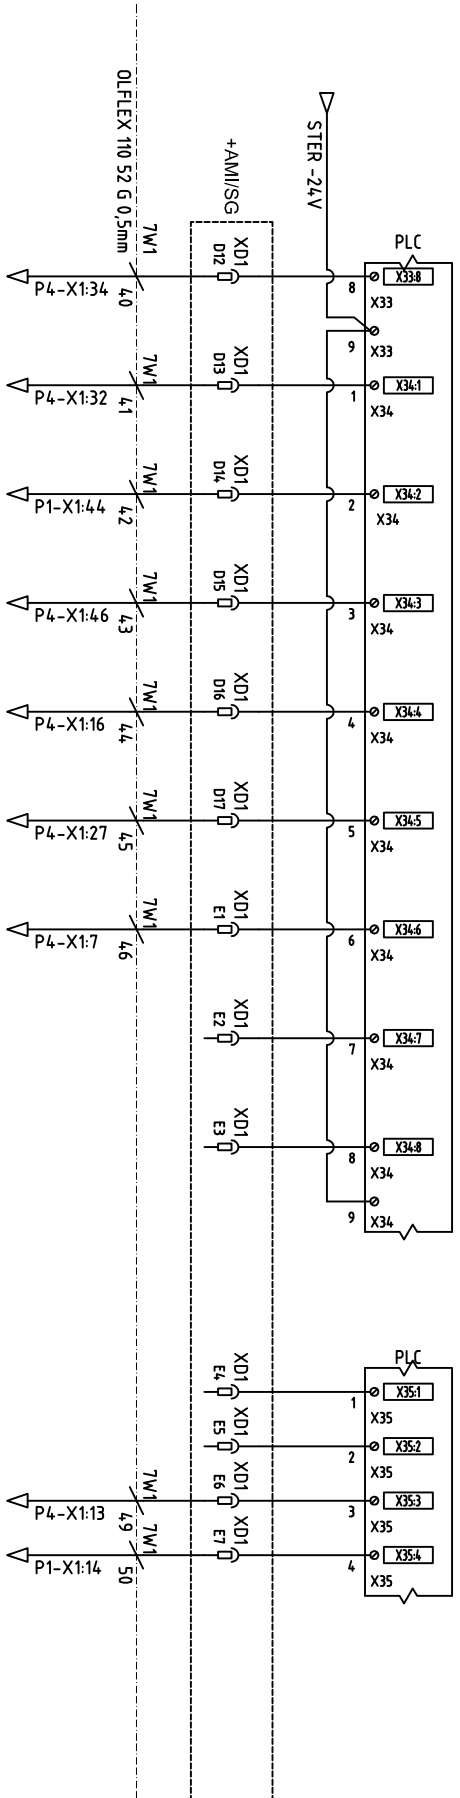 OLFLEX 110 52 G 0,5mm
+AMI/SG
STER -24V
PLC
P4-X1:34
40
7W1
D12
XD1
8
X33:8
X33
9
X33
P4-X1:32
41
7W1
D13
XD1
1
X34:1
X34
P1-X1:44
42
7W1
D14
XD1
2
X34:2
X34
P4-X1:46
43
7W1
D15
XD1
3
X34:3
X34
P4-X1:16
44
7W1
D16
XD1
4
X34:4
X34
P4-X1:27
45
7W1
D17
XD1
5
X34:5
X34
P4-X1:7
46
7W1
E1
XD1
6
X34:6
X34
E2
XD1
7
X34:7
X34
E3
XD1
8
X34:8
X34
9
X34
PLC
E4
XD1
1
X35:1
X35
E5
XD1
2
X35:2
X35
P4-X1:13
49
7W1
E6
XD1
3
X35:3
X35
P1-X1:14
50
7W1
E7
XD1
4
X35:4
X35